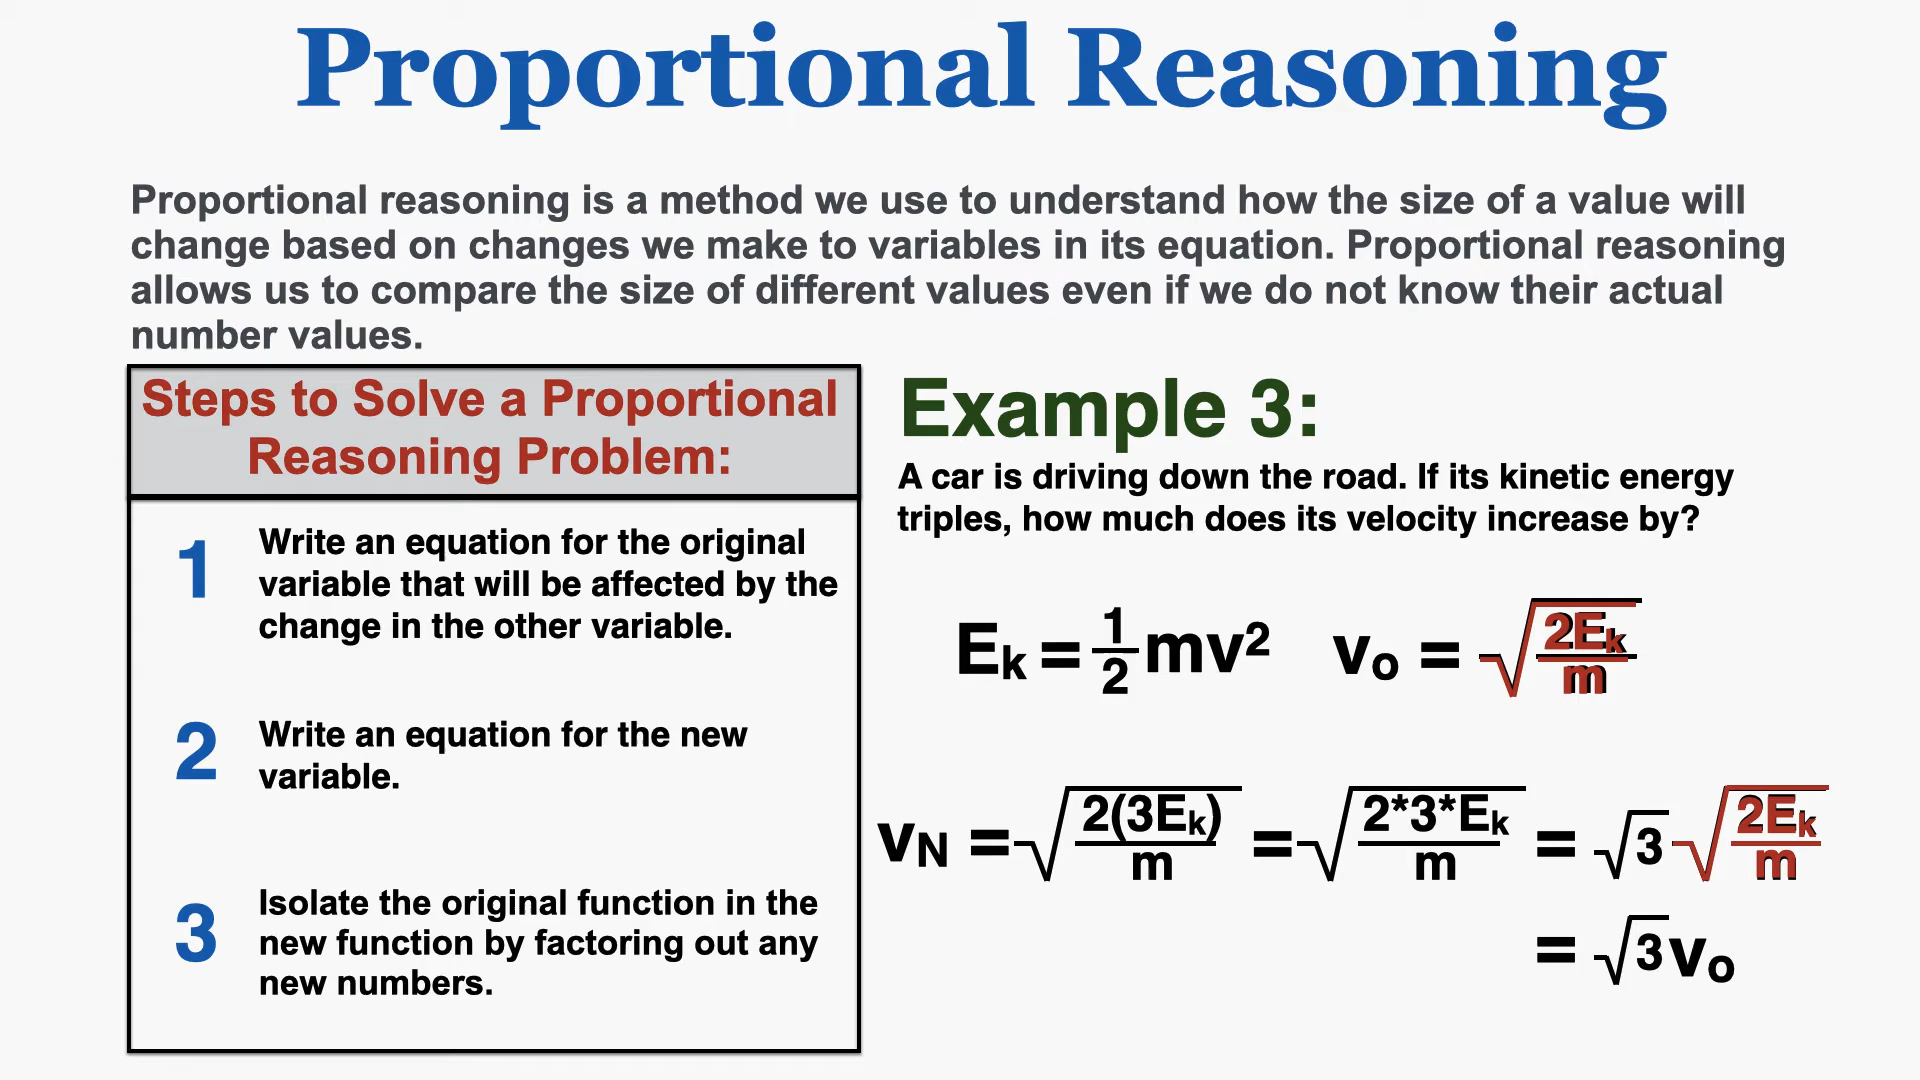 Proportional Reasoning
Proportional reasoning is a method we use to understand how the size of a value will
change based on changes we make to variables in its equation. Proportional reasoning
allows us to compare the size of different values even if we do not know their actual
number values.
Steps to Solve a Proportional
Reasoning Problem:
1 Write an equation for the original
variable that will be affected by the
change in the other variable.
2 Write an equation for the new
variable.
3 Isolate the original function in the
new function by factoring out any
new numbers.
Example 3:
A car is driving down the road. If its kinetic energy
triples, how much does its velocity increase by?
Eₖ = 1/2 mv² v₀ = √(2Eₖ/m)
v_N = √(2(3Eₖ)/m) = √(2*3*Eₖ/m) = √3 √(2Eₖ/m)
= √3 v₀